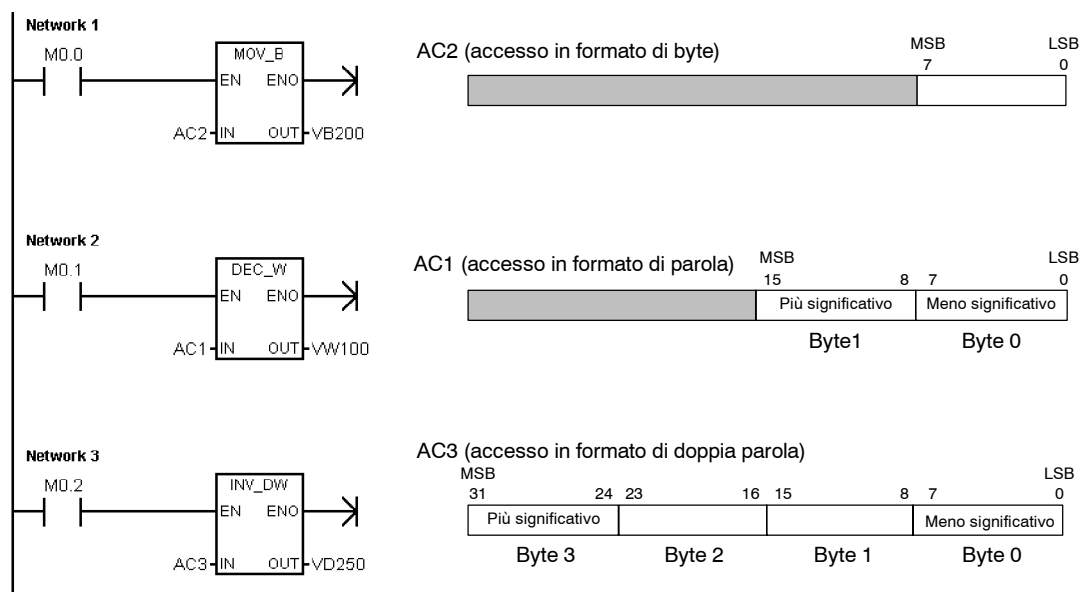 Network 1
M0.0
MOV_B
EN ENO
AC2 IN OUT VB200
AC2 (accesso in formato di byte)
MSB LSB
7 0
Network 2
M0.1
DEC_W
EN ENO
AC1 IN OUT VW100
AC1 (accesso in formato di parola)
MSB LSB
15 8 7 0
Più significativo Meno significativo
Byte1 Byte 0
Network 3
M0.2
INV_DW
EN ENO
AC3 IN OUT VD250
AC3 (accesso in formato di doppia parola)
MSB LSB
31 24 23 16 15 8 7 0
Più significativo Meno significativo
Byte 3 Byte 2 Byte 1 Byte 0